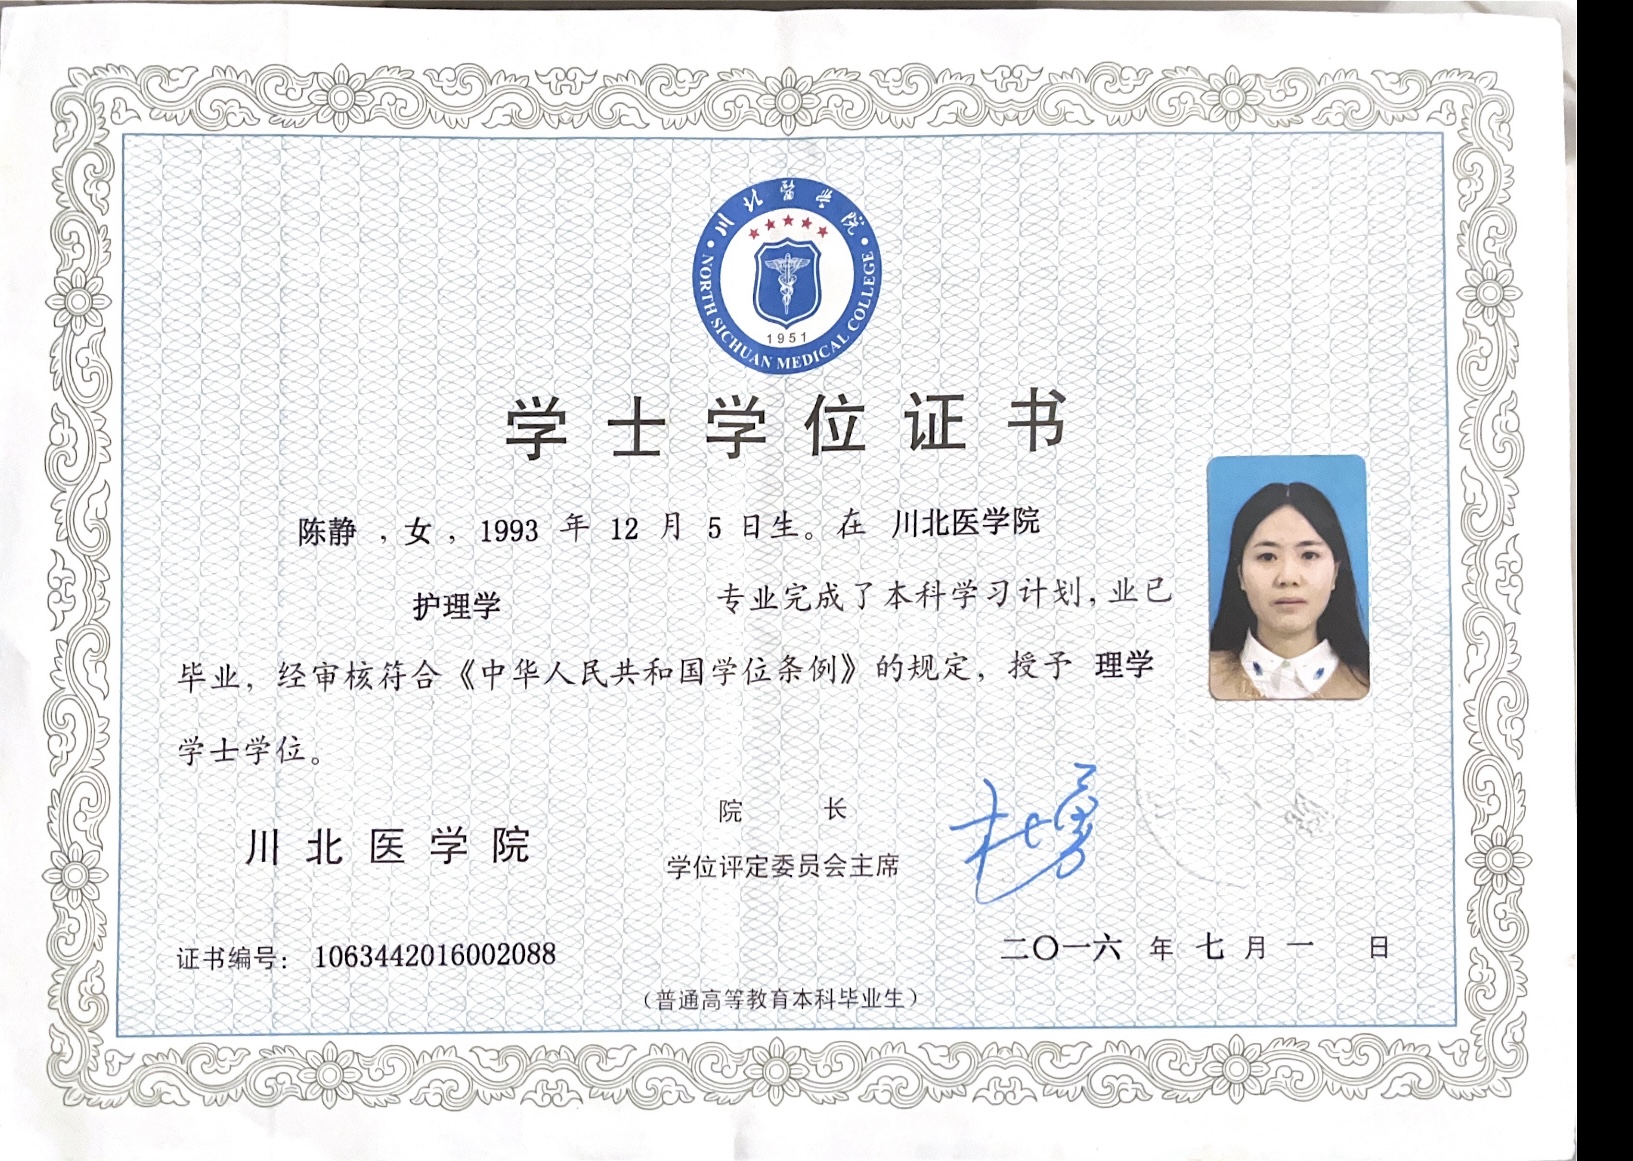 川北医学院
NORTH SICHUAN MEDICAL COLLEGE
1951
学士学位证书
陈静 ,女, 1993 年 12 月 5 日生。在 川北医学院
护理学 专业完成了本科学习计划,业已
毕业,经审核符合《中华人民共和国学位条例》的规定,授予 理学
学士学位。
院 长
川北医学院
学位评定委员会主席
证书编号: 1063442016002088
二〇一六 年 七 月 一 日
(普通高等教育本科毕业生)